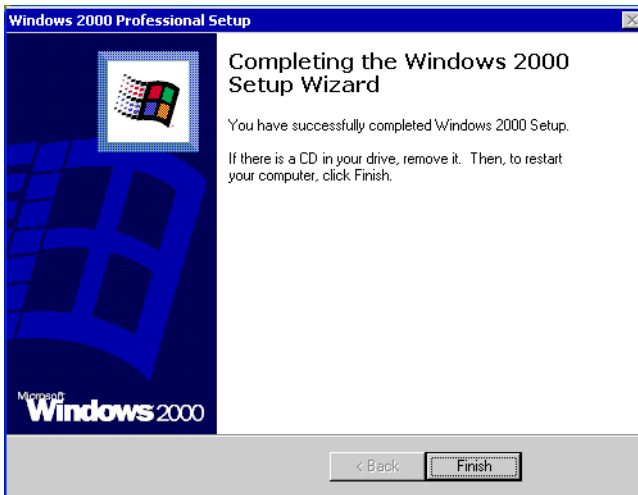 Windows 2000 Professional Setup
Completing the Windows 2000
Setup Wizard
You have successfully completed Windows 2000 Setup.
If there is a CD in your drive, remove it. Then, to restart
your computer, click Finish.
Microsoft
Windows 2000
< Back
Finish